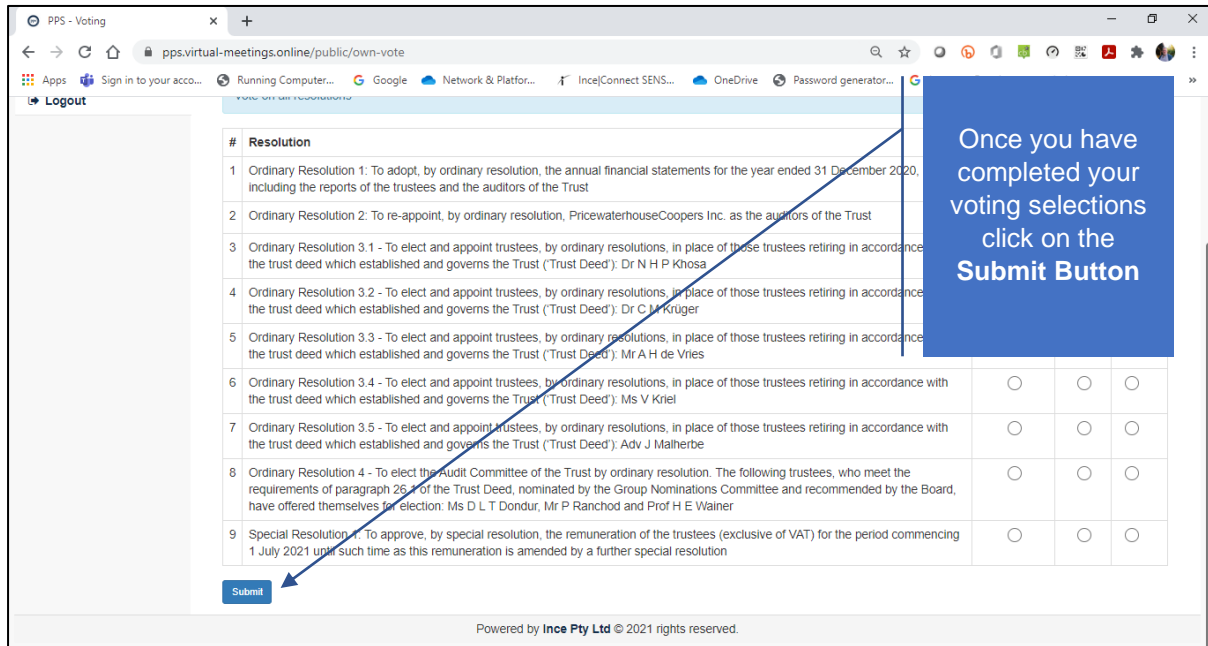 PPS - Voting
pps.virtual-meetings.online/public/own-vote
Apps Sign in to your acco... Running Computer... Google Network & Platfor... Ince|Connect SENS... OneDrive Password generator...
Logout
Vote on all resolutions
# Resolution
1 Ordinary Resolution 1: To adopt, by ordinary resolution, the annual financial statements for the year ended 31 December 2020,
including the reports of the trustees and the auditors of the Trust
2 Ordinary Resolution 2: To re-appoint, by ordinary resolution, PricewaterhouseCoopers Inc. as the auditors of the Trust
3 Ordinary Resolution 3.1 - To elect and appoint trustees, by ordinary resolutions, in place of those trustees retiring in accordance
the trust deed which established and governs the Trust ('Trust Deed'): Dr N H P Khosa
4 Ordinary Resolution 3.2 - To elect and appoint trustees, by ordinary resolutions, in place of those trustees retiring in accordance
the trust deed which established and governs the Trust ('Trust Deed'): Dr C M Krüger
5 Ordinary Resolution 3.3 - To elect and appoint trustees, by ordinary resolutions, in place of those trustees retiring in accordance
the trust deed which established and governs the Trust ('Trust Deed'): Mr A H de Vries
6 Ordinary Resolution 3.4 - To elect and appoint trustees, by ordinary resolutions, in place of those trustees retiring in accordance with
the trust deed which established and governs the Trust ('Trust Deed'): Ms V Kriel
7 Ordinary Resolution 3.5 - To elect and appoint trustees, by ordinary resolutions, in place of those trustees retiring in accordance with
the trust deed which established and governs the Trust ('Trust Deed'): Adv J Malherbe
8 Ordinary Resolution 4 - To elect the Audit Committee of the Trust by ordinary resolution. The following trustees, who meet the
requirements of paragraph 26.1 of the Trust Deed, nominated by the Group Nominations Committee and recommended by the Board,
have offered themselves for election: Ms D L T Dondur, Mr P Ranchod and Prof H E Wainer
9 Special Resolution 1: To approve, by special resolution, the remuneration of the trustees (exclusive of VAT) for the period commencing
1 July 2021 until such time as this remuneration is amended by a further special resolution
Once you have
completed your
voting selections
click on the
Submit Button
Submit
Powered by Ince Pty Ltd © 2021 rights reserved.